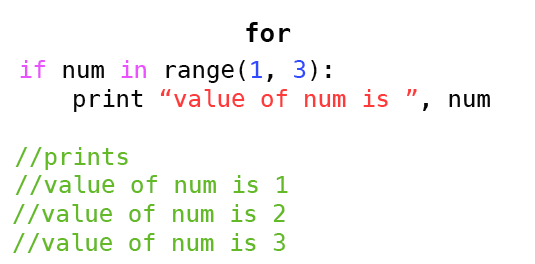 for
if num in range(1, 3):
print “value of num is ”, num
//prints
//value of num is 1
//value of num is 2
//value of num is 3